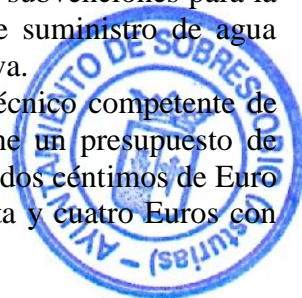 subvenciones para la
e suministro de agua
va.
técnico competente de
ne un presupuesto de
dos céntimos de Euro
ta y cuatro Euros con
AYUNTAMIENTO DE SOBRESCOBIO
(Asturias)